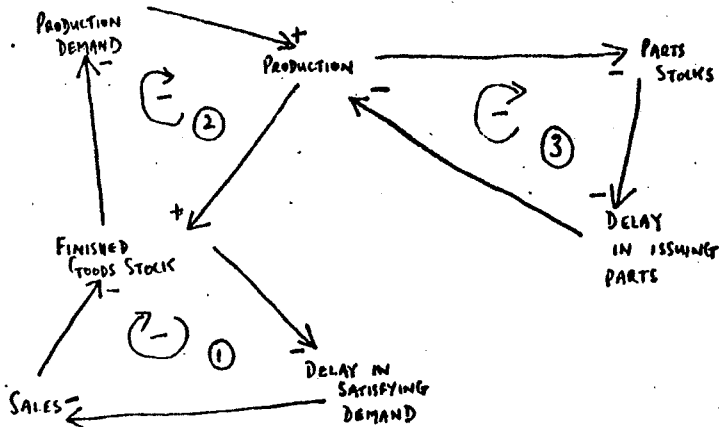 PRODUCTION
DEMAND
-
+
PRODUCTION
-
- PARTS
STOCKS
-
②
-
③
+
-
DELAY
IN ISSUING
PARTS
FINISHED
GOODS STOCK
-
-
①
-
DELAY IN
SATISFYING
DEMAND
SALES -